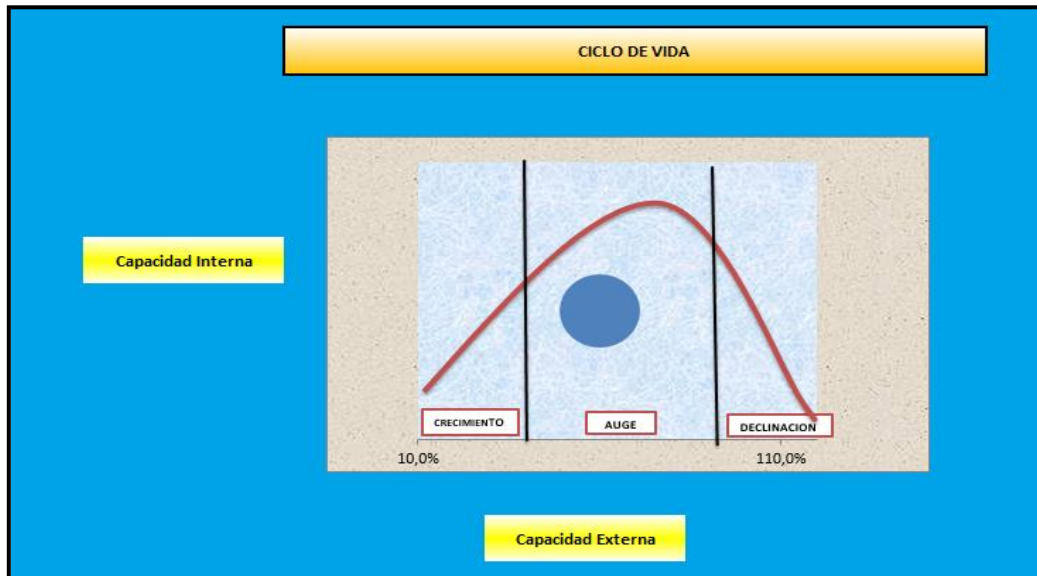 CICLO DE VIDA
Capacidad Interna
CRECIMIENTO
AUGE
DECLINACION
10,0%
110,0%
Capacidad Externa